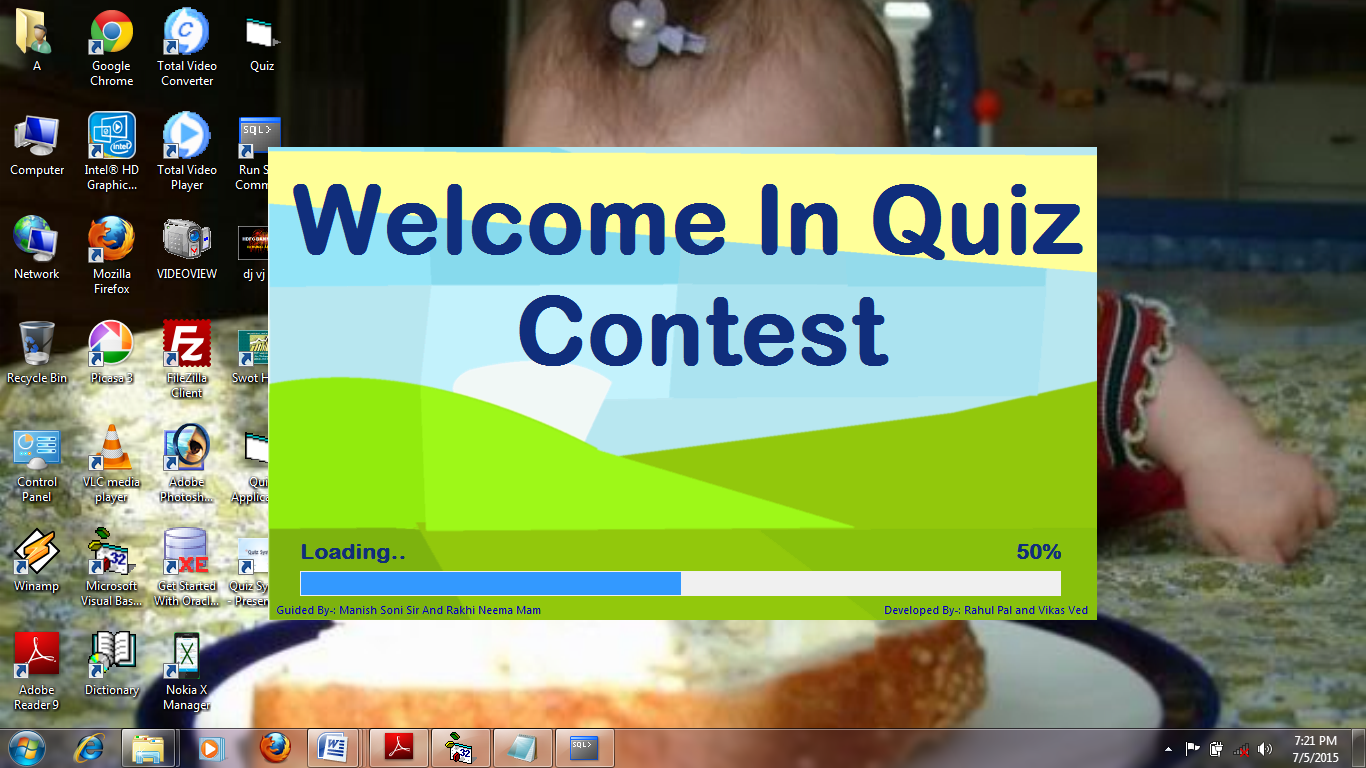 A
Google
Chrome
Total Video
Converter
Quiz
Computer
Intel® HD
Graphic...
Total Video
Player
SQL>
Run S
Comm
Network
Mozilla
Firefox
VIDEOVIEW
dj vj
Recycle Bin
Picasa 3
FileZilla
Client
Swot H
Control
Panel
VLC media
player
Adobe
Photosh...
Qui
Applica
Winamp
Microsoft
Visual Bas...
Get Started
With Oracl...
Quiz Sy
- Presen
Adobe
Reader 9
Dictionary
Nokia X
Manager
Welcome In Quiz
Contest
Loading..
50%
Guided By-: Manish Soni Sir And Rakhi Neema Mam
Developed By-: Rahul Pal and Vikas Ved
SQL>
7:21 PM
7/5/2015